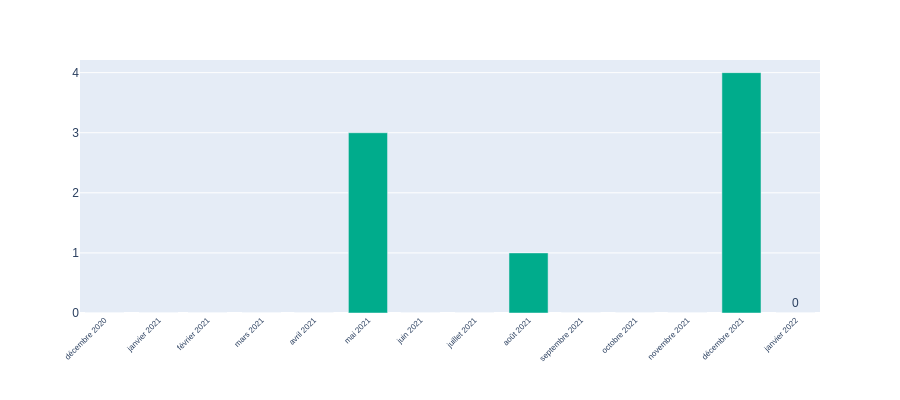 4
3
2
1
0
0
décembre 2020
janvier 2021
février 2021
mars 2021
avril 2021
mai 2021
juin 2021
juillet 2021
août 2021
septembre 2021
octobre 2021
novembre 2021
décembre 2021
janvier 2022